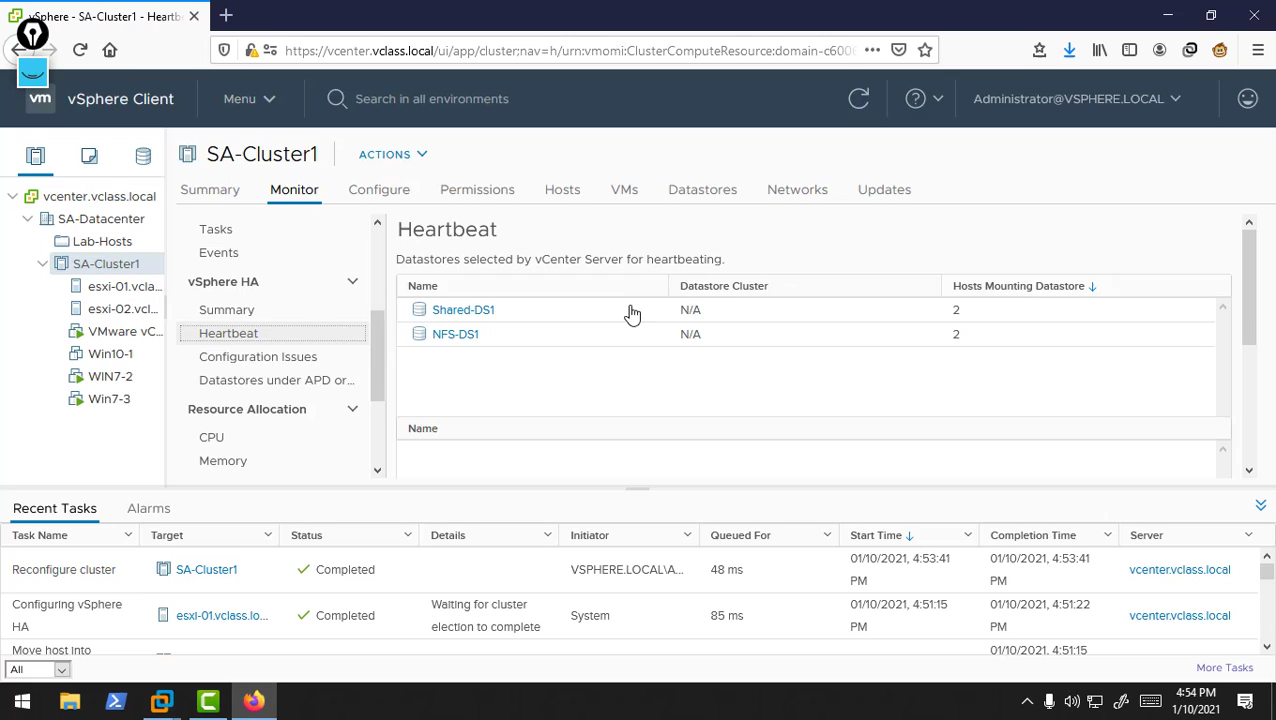 vSphere - SA-Cluster1 - Heartb
https://vcenter.vclass.local/ui/app/cluster;nav=h/urn:vmomi:ClusterComputeResource:domain-c6006
vm vSphere Client Menu Search in all environments Administrator@VSPHERE.LOCAL
SA-Cluster1 ACTIONS
Summary Monitor Configure Permissions Hosts VMs Datastores Networks Updates
vcenter.vclass.local
SA-Datacenter
Lab-Hosts
SA-Cluster1
esxi-01.vcla...
esxi-02.vcl...
VMware vC...
Win10-1
WIN7-2
Win7-3
Tasks
Events
vSphere HA
Summary
Heartbeat
Configuration Issues
Datastores under APD or...
Resource Allocation
CPU
Memory
Heartbeat
Datastores selected by vCenter Server for heartbeating.
Name Datastore Cluster Hosts Mounting Datastore
Shared-DS1 N/A 2
NFS-DS1 N/A 2
Name
Recent Tasks Alarms
Task Name Target Status Details Initiator Queued For Start Time Completion Time Server
Reconfigure cluster SA-Cluster1 Completed VSPHERE.LOCAL\A... 48 ms 01/10/2021, 4:53:41 PM 01/10/2021, 4:53:41 PM vcenter.vclass.local
Configuring vSphere HA esxi-01.vclass.lo... Completed Waiting for cluster election to complete System 85 ms 01/10/2021, 4:51:15 PM 01/10/2021, 4:51:22 PM vcenter.vclass.local
Move host into 01/10/2021, 4:51:15
All More Tasks
4:54 PM
1/10/2021